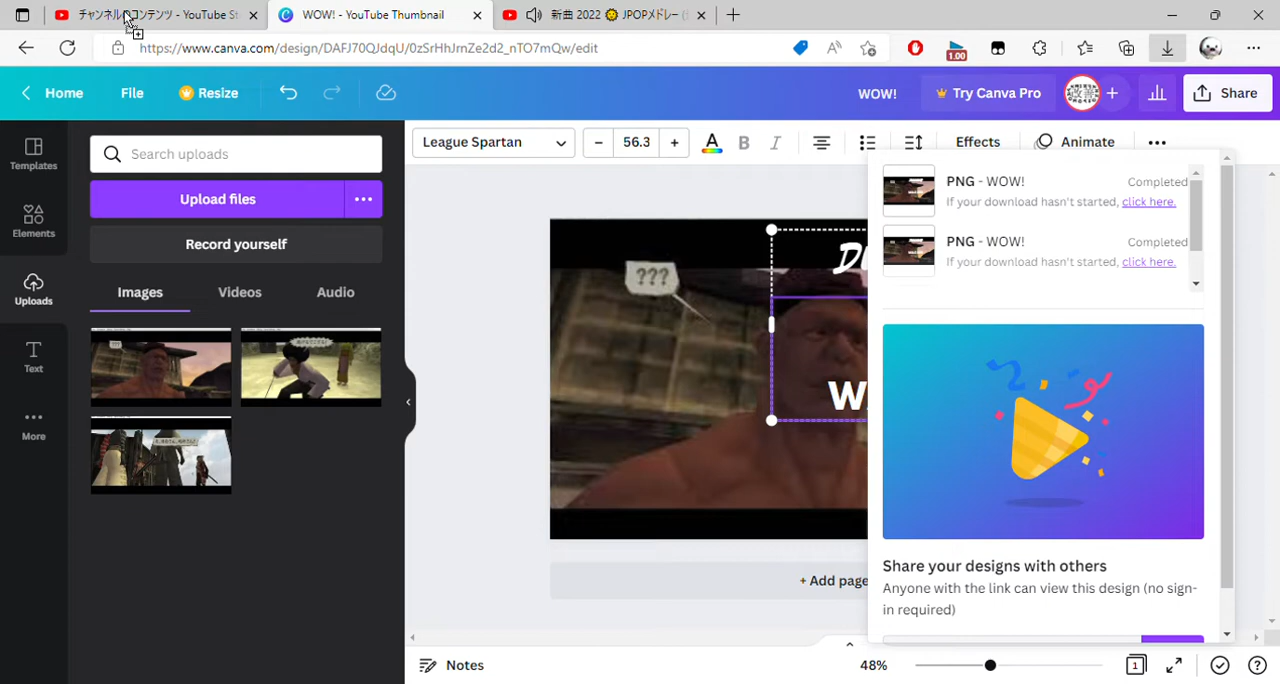 チャンネルのコンテンツ - YouTube St
WOW! - YouTube Thumbnail
新曲 2022 🌞 JPOPメドレー (
https://www.canva.com/design/DAFJ70QJdqU/0zSrHhJrnZe2d2_nTO7mQw/edit
1.00
Home
File
Resize
WOW!
Try Canva Pro
Share
Templates
Elements
Uploads
Text
More
Search uploads
Upload files
Record yourself
Images
Videos
Audio
League Spartan
56.3
A
B
I
Effects
Animate
???
W
+ Add page
PNG - WOW!
Completed
If your download hasn't started, click here.
PNG - WOW!
Completed
If your download hasn't started, click here.
Share your designs with others
Anyone with the link can view this design (no sign-
in required)
Notes
48%
1